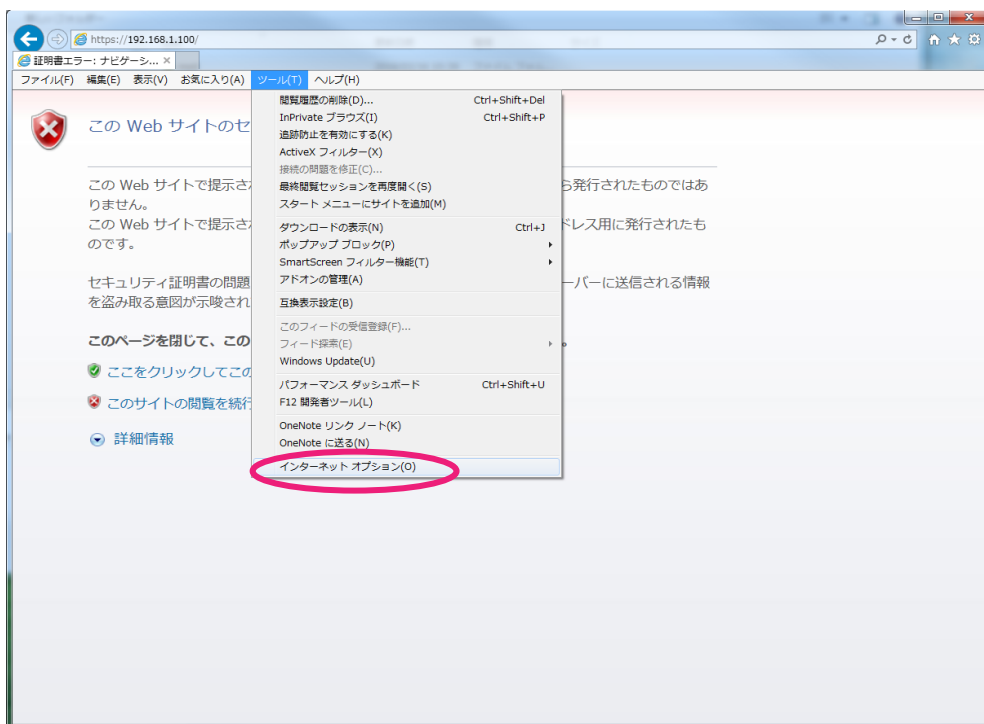 https://192.168.1.100/
証明書エラー: ナビゲーシ... ×
ファイル(F) 編集(E) 表示(V) お気に入り(A) ツール(T) ヘルプ(H)
このWeb サイトのセ
この Web サイトで提示さ
ら発行されたものではあ
りません。
この Web サイトで提示さ
ドレス用に発行されたも
のです。
セキュリティ証明書の問題
ーバーに送信される情報
を盗み取る意図が示唆され
このページを閉じて、この
。
ここをクリックしてこの
このサイトの閲覧を続行
詳細情報
閲覧履歴の削除(D)... Ctrl+Shift+Del
InPrivate ブラウズ(I) Ctrl+Shift+P
追跡防止を有効にする(K)
ActiveX フィルター(X)
接続の問題を修正(C)...
最終閲覧セッションを再度開く(S)
スタート メニューにサイトを追加(M)
ダウンロードの表示(N) Ctrl+J
ポップアップ ブロック(P)
SmartScreen フィルター機能(T)
アドオンの管理(A)
互換表示設定(B)
このフィードの受信登録(F)...
フィード探索(E)
Windows Update(U)
パフォーマンス ダッシュボード Ctrl+Shift+U
F12 開発者ツール(L)
OneNote リンク ノート(K)
OneNote に送る(N)
インターネット オプション(O)